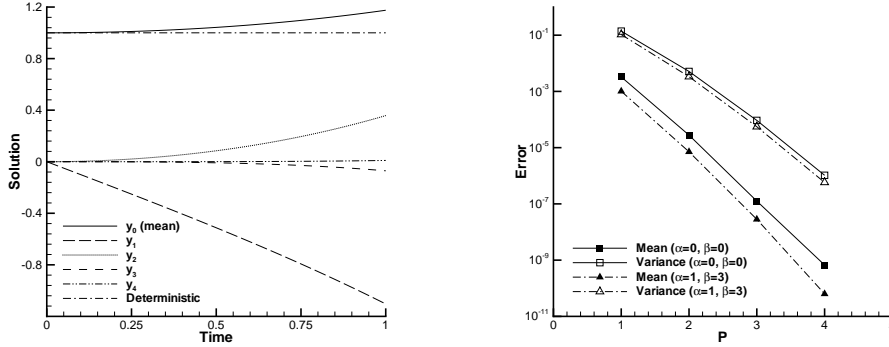 1.2
0.8
0.4
0
-0.4
-0.8
Solution
0
0.25
0.5
0.75
1
Time
y₀ (mean)
y₁
y₂
y₃
y₄
Deterministic
10⁻¹
10⁻³
10⁻⁵
10⁻⁷
10⁻⁹
10⁻¹¹
Error
0
1
2
3
4
P
Mean (α=0, β=0)
Variance (α=0, β=0)
Mean (α=1, β=3)
Variance (α=1, β=3)